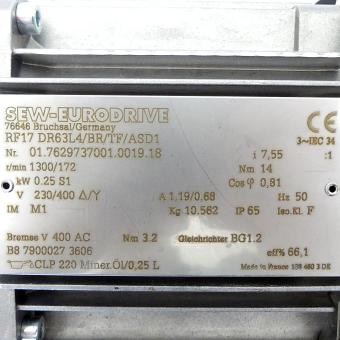 SEW-EURODRIVE
76646 Bruchsal/Germany
CE
RF17 DR63L4/BR/TF/ASD1
3~IEC 34
Nr. 01.7629737001.0019.18
i 7,55 :1
r/min 1300/172
Nm 14
kW 0.25 S1
Cosφ 0,81
V 230/400 Δ/Y A 1,19/0.68 Hz 50
IM M1 Kg 10.562 IP 65 Iso.Kl. F
Bremse V 400 AC Nm 3.2 Gleichrichter BG1.2
B8 7900027 3606 eff% 66,1
CLP 220 Miner.Öl/0,25 L
Made in France